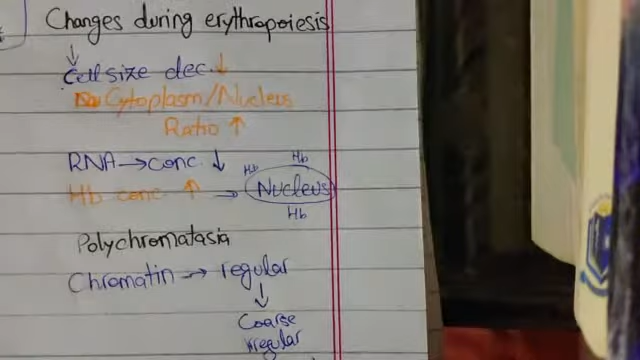 Changes during erythropoiesis
↓
Cell size dec. ↓
Cytoplasm/Nucleus
Ratio ↑
RNA → conc. ↓
Hb conc. ↑ → Nucleus
Hb Hb
Hb
Polychromatasia
Chromatin → regular
↓
Coarse
irregular